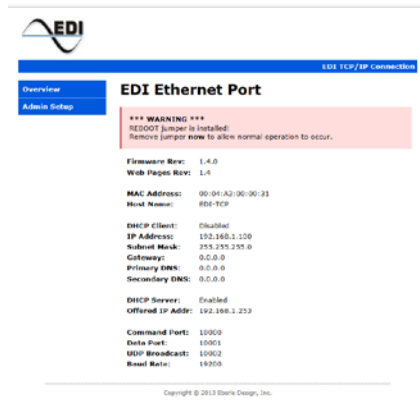 EDI
EDI TCP/IP Connection
Overview
Admin Setup
EDI Ethernet Port
*** WARNING ***
REBOOT jumper is installed!
Remove jumper now to allow normal operation to occur.
Firmware Rev: 1.4.0
Web Pages Rev: 1.4
MAC Address: 00:04:A3:00:00:31
Host Name: EDI-TCP
DHCP Client: Disabled
IP Address: 192.168.1.100
Subnet Mask: 255.255.255.0
Gateway: 0.0.0.0
Primary DNS: 0.0.0.0
Secondary DNS: 0.0.0.0
DHCP Server: Enabled
Offered IP Addr: 192.168.1.253
Command Port: 10000
Data Port: 10001
UDP Broadcast: 10002
Baud Rate: 19200
Copyright © 2013 Eberle Design, Inc.